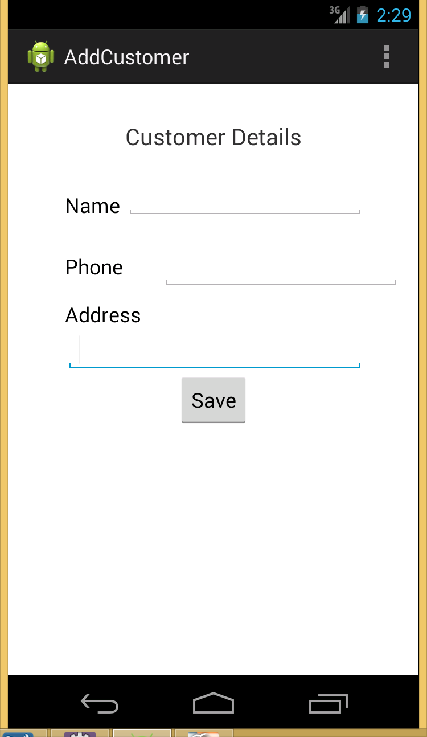 3G 2:29
AddCustomer
Customer Details
Name
Phone
Address
Save